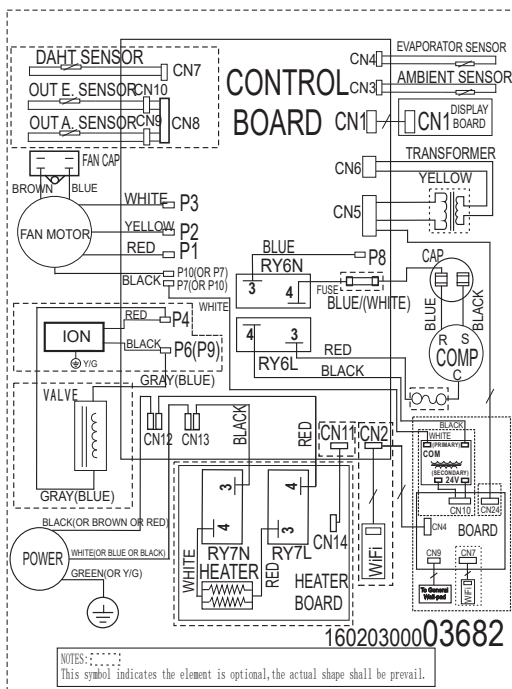 DAHT SENSOR
CN7
OUT E. SENSOR
CN10
OUT A. SENSOR
CN9
CN8
CONTROL
BOARD
CN4
EVAPORATOR SENSOR
CN3
AMBIENT SENSOR
CN1
CN1
DISPLAY
BOARD
TRANSFORMER
CN6
YELLOW
CN5
FAN CAP
BROWN
BLUE
WHITE
P3
FAN MOTOR
YELLOW
P2
RED
P1
P10(OR P7)
BLACK
P7(OR P10)
WHITE
BLUE
P8
RY6N
3
4
FUSE
BLUE/(WHITE)
CAP
BLUE
BLACK
4
3
RY6L
RED
BLACK
R
S
COMP
C
ION
RED
P4
BLACK
P6(P9)
Y/G
GRAY(BLUE)
VALVE
GRAY(BLUE)
CN12
CN13
BLACK
RED
CN11
CN2
BLACK
WHITE
(PRIMARY)
COM
(SECONDARY)
24V
CN10
CN24
CN4
BOARD
CN9
CN7
To General
Wall-pad
WiFi
BLACK(OR BROWN OR RED)
POWER
WHITE(OR BLUE OR BLACK)
GREEN(OR Y/G)
3
4
RY7N
4
3
RY7L
CN14
WHITE
HEATER
RED
HEATER
BOARD
WiFi
16020300003682
NOTES:
This symbol indicates the element is optional,the actual shape shall be prevail.